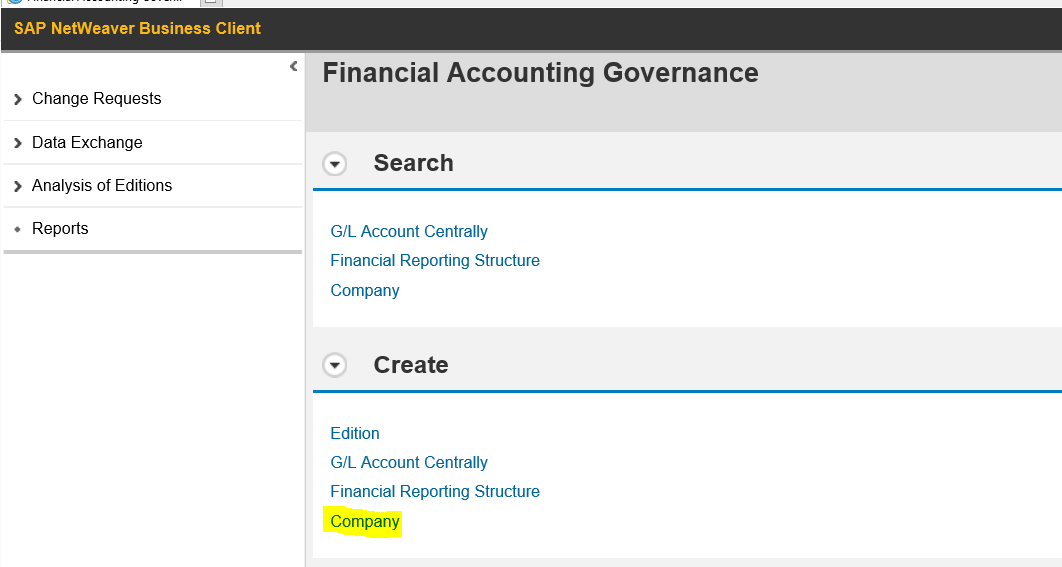 SAP NetWeaver Business Client
Change Requests
Data Exchange
Analysis of Editions
Reports
Financial Accounting Governance
Search
G/L Account Centrally
Financial Reporting Structure
Company
Create
Edition
G/L Account Centrally
Financial Reporting Structure
Company